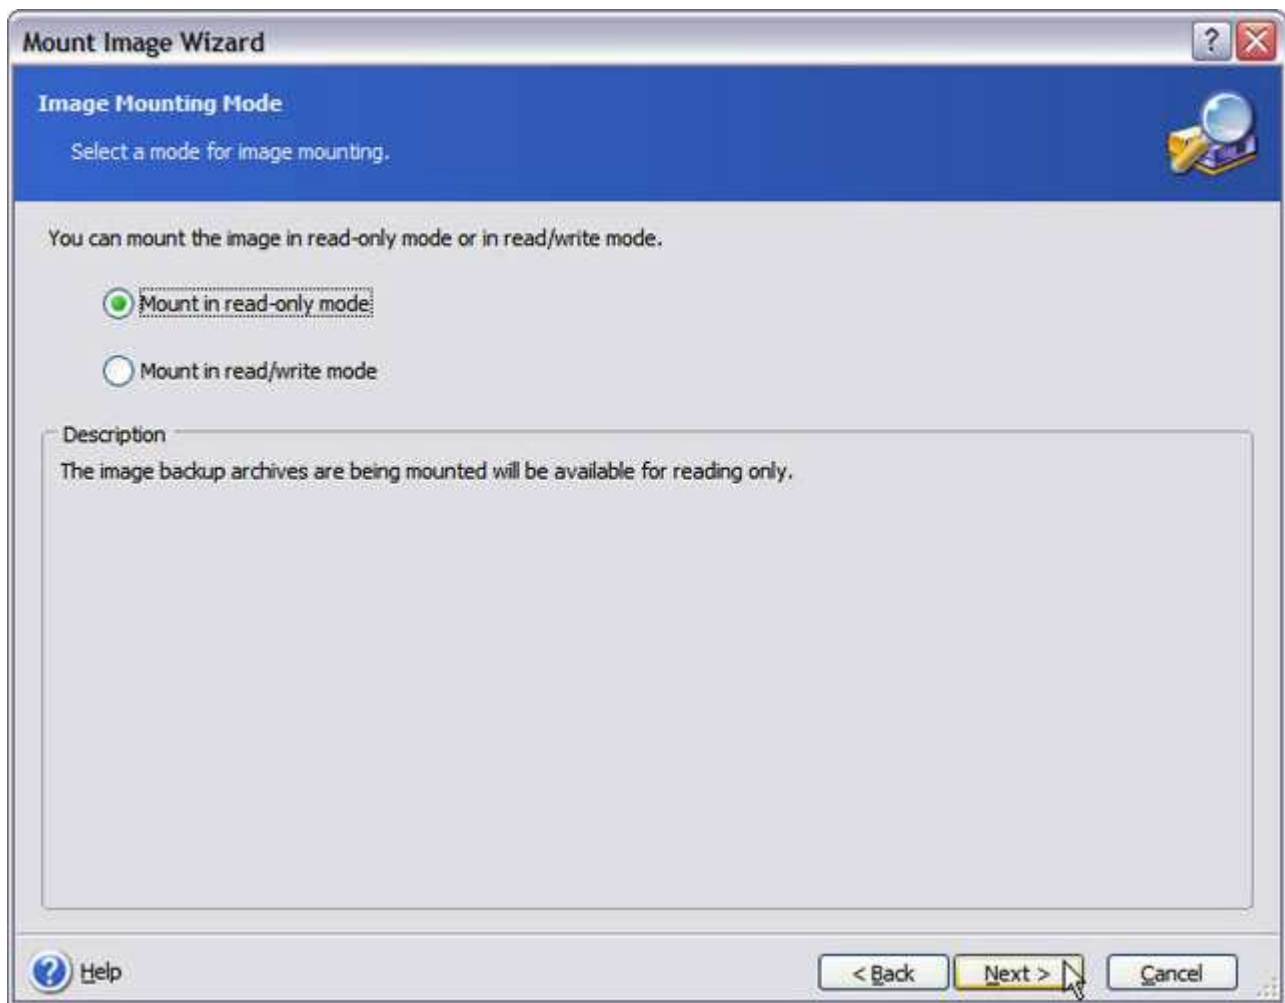 Mount Image Wizard
?
Image Mounting Mode
Select a mode for image mounting.
You can mount the image in read-only mode or in read/write mode.
Mount in read-only mode
Mount in read/write mode
Description
The image backup archives are being mounted will be available for reading only.
? Help
< Back
Next >
Cancel